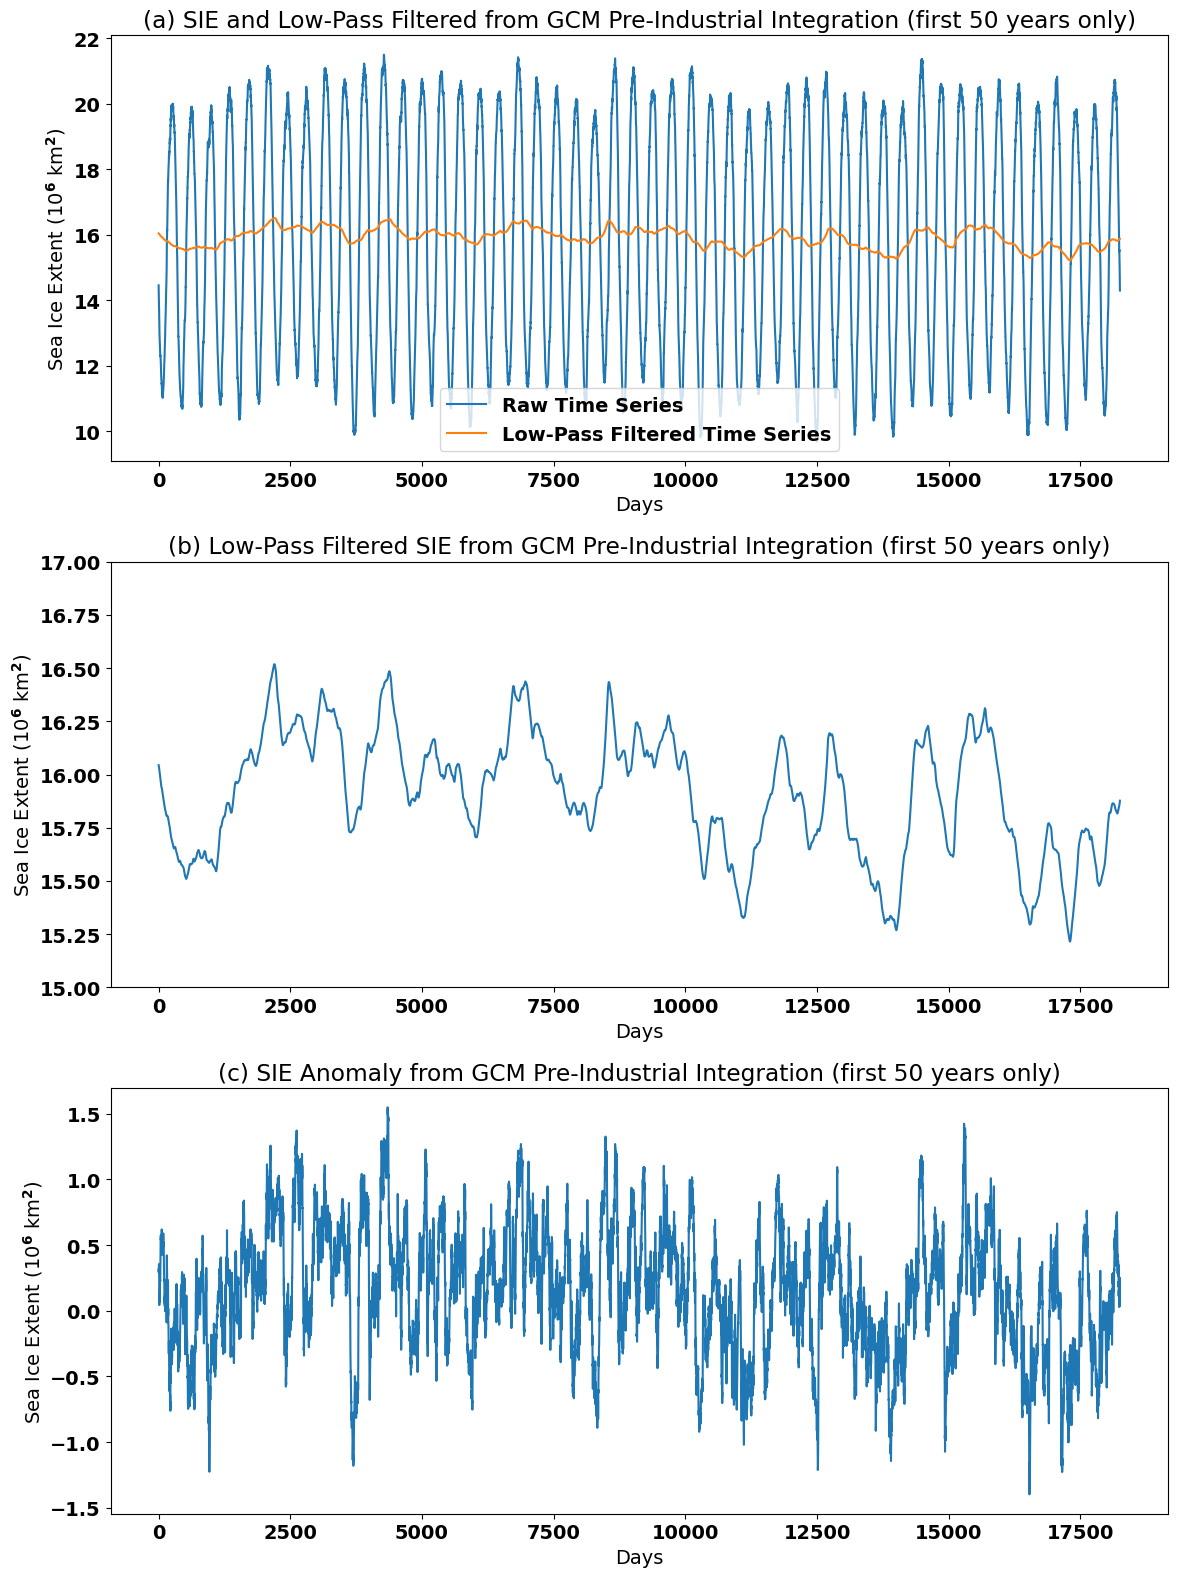 (a) SIE and Low-Pass Filtered from GCM Pre-Industrial Integration (first 50 years only)
22
20
18
16
14
12
10
Sea Ice Extent (10⁶ km²)
Raw Time Series
Low-Pass Filtered Time Series
0 2500 5000 7500 10000 12500 15000 17500
Days
(b) Low-Pass Filtered SIE from GCM Pre-Industrial Integration (first 50 years only)
17.00
16.75
16.50
16.25
16.00
15.75
15.50
15.25
15.00
Sea Ice Extent (10⁶ km²)
0 2500 5000 7500 10000 12500 15000 17500
Days
(c) SIE Anomaly from GCM Pre-Industrial Integration (first 50 years only)
1.5
1.0
0.5
0.0
−0.5
−1.0
−1.5
Sea Ice Extent (10⁶ km²)
0 2500 5000 7500 10000 12500 15000 17500
Days